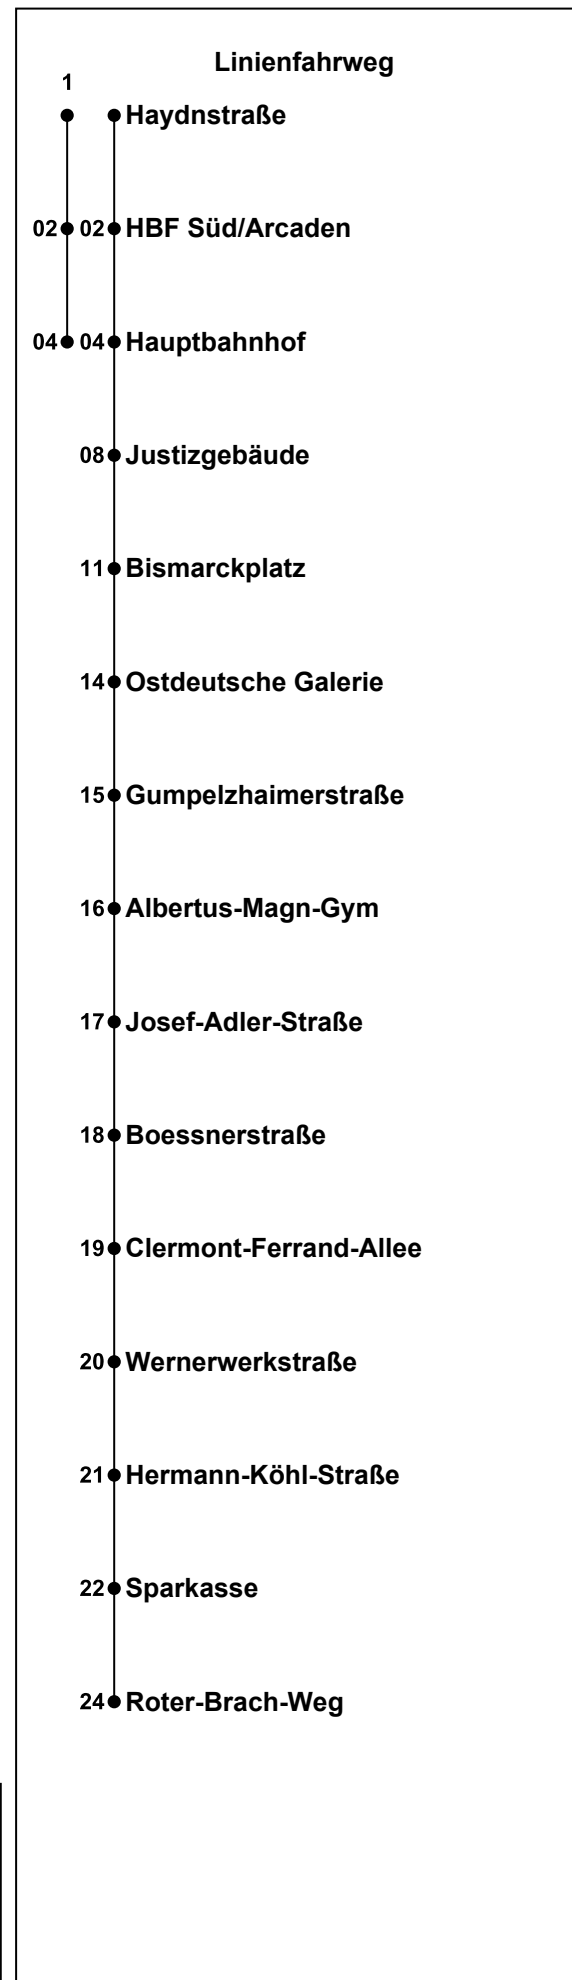 Linienfahrweg
1
Haydnstraße
02 02 HBF Süd/Arcaden
04 04 Hauptbahnhof
08 Justizgebäude
11 Bismarckplatz
14 Ostdeutsche Galerie
15 Gumpelzhaimerstraße
16 Albertus-Magn-Gym
17 Josef-Adler-Straße
18 Boessnerstraße
19 Clermont-Ferrand-Allee
20 Wernerwerkstraße
21 Hermann-Köhl-Straße
22 Sparkasse
24 Roter-Brach-Weg